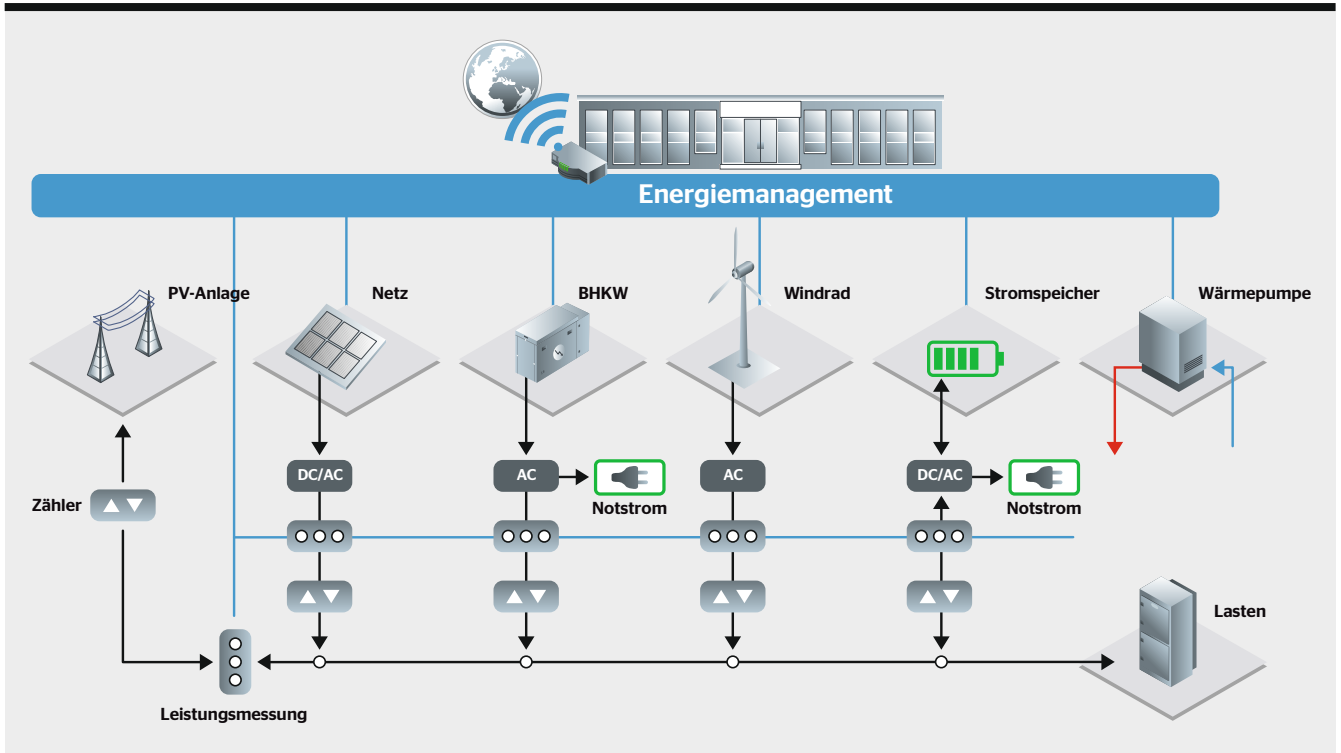 Energiemanagement
PV-Anlage
Netz
BHKW
Windrad
Stromspeicher
Wärmepumpe
DC/AC
AC
AC
DC/AC
Zähler
Notstrom
Notstrom
Lasten
Leistungsmessung